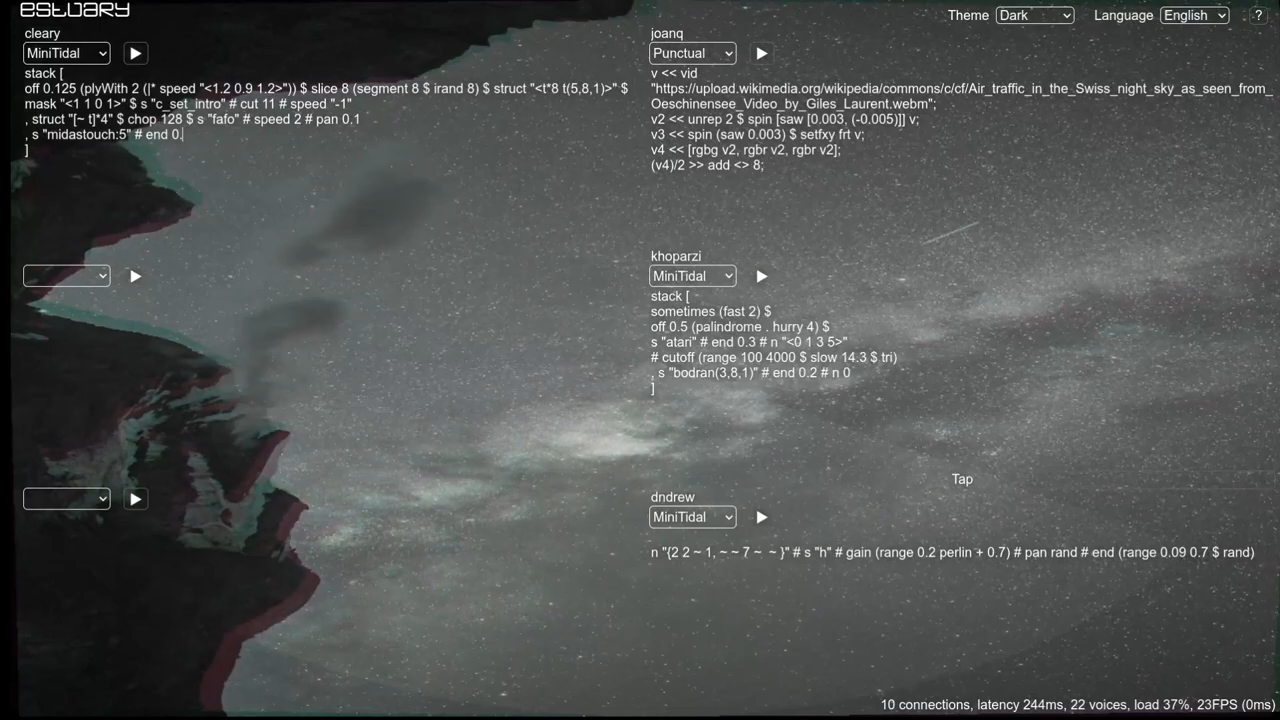 estuary
Theme Dark Language English ?
cleary
MiniTidal
stack [
off 0.125 (plyWith 2 (|* speed "<1.2 0.9 1.2>")) $ slice 8 (segment 8 $ irand 8) $ struct "<t*8 t(5,8,1)>" $
mask "<1 1 0 1>" $ s "c_set_intro" # cut 11 # speed "-1"
, struct "[~ t]*4" $ chop 128 $ s "fafo" # speed 2 # pan 0.1
, s "midastouch:5" # end 0.
]
joanq
Punctual
v << vid
"https://upload.wikimedia.org/wikipedia/commons/c/cf/Air_traffic_in_the_Swiss_night_sky_as_seen_from_
Oeschinensee_Video_by_Giles_Laurent.webm";
v2 << unrep 2 $ spin [saw [0.003, (-0.005)]] v;
v3 << spin (saw 0.003) $ setfxy frt v;
v4 << [rgbg v2, rgbr v2, rgbr v2];
(v4)/2 >> add <> 8;
khoparzi
MiniTidal
stack [
sometimes (fast 2) $
off 0.5 (palindrome . hurry 4) $
s "atari" # end 0.3 # n "<0 1 3 5>"
# cutoff (range 100 4000 $ slow 14.3 $ tri)
, s "bodran(3,8,1)" # end 0.2 # n 0
]
Tap
dndrew
MiniTidal
n "{2 2 ~ 1, ~ ~ 7 ~ ~ }" # s "h" # gain (range 0.2 perlin + 0.7) # pan rand # end (range 0.09 0.7 $ rand)
10 connections, latency 244ms, 22 voices, load 37%, 23FPS (0ms)